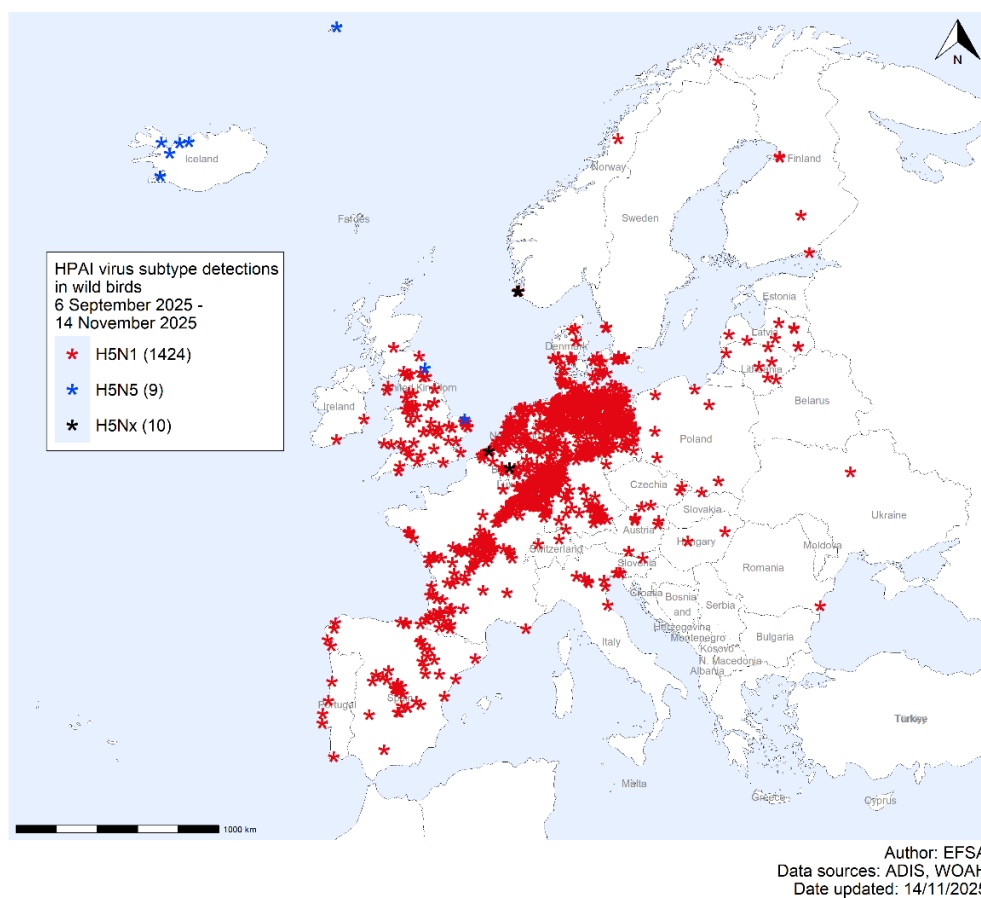 N
Iceland
Finland
Norway
Sweden
Faroes
HPAI virus subtype detections
in wild birds
6 September 2025 -
14 November 2025
H5N1 (1424)
H5N5 (9)
H5Nx (10)
Estonia
Latvia
Denmark
Lithuania
United Kingdom
Belarus
Ireland
Poland
Czechia
Ukraine
Slovakia
Austria
Moldova
Hungary
Switzerland
Slovenia
Romania
Croatia
Bosnia
and
Herzegovina
Serbia
Italy
Montenegro
Bulgaria
Kosovo
N. Macedonia
Albania
Portugal
Spain
Türkiye
Malta
Greece
Cyprus
1000 km
Author: EFSA
Data sources: ADIS, WOAH
Date updated: 14/11/2025